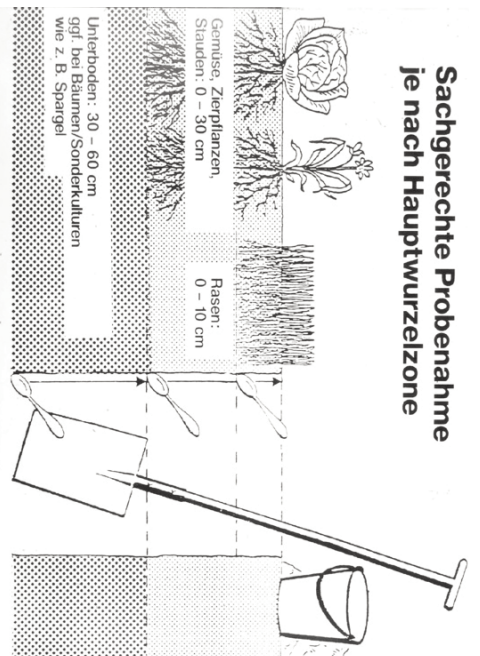 Sachgerechte Probenahme
je nach Hauptwurzelzone
Gemüse, Zierpflanzen,
Stauden: 0 – 30 cm
Rasen:
0 – 10 cm
Unterboden: 30 – 60 cm
ggf. bei Bäumen/Sonderkulturen
wie z. B. Spargel